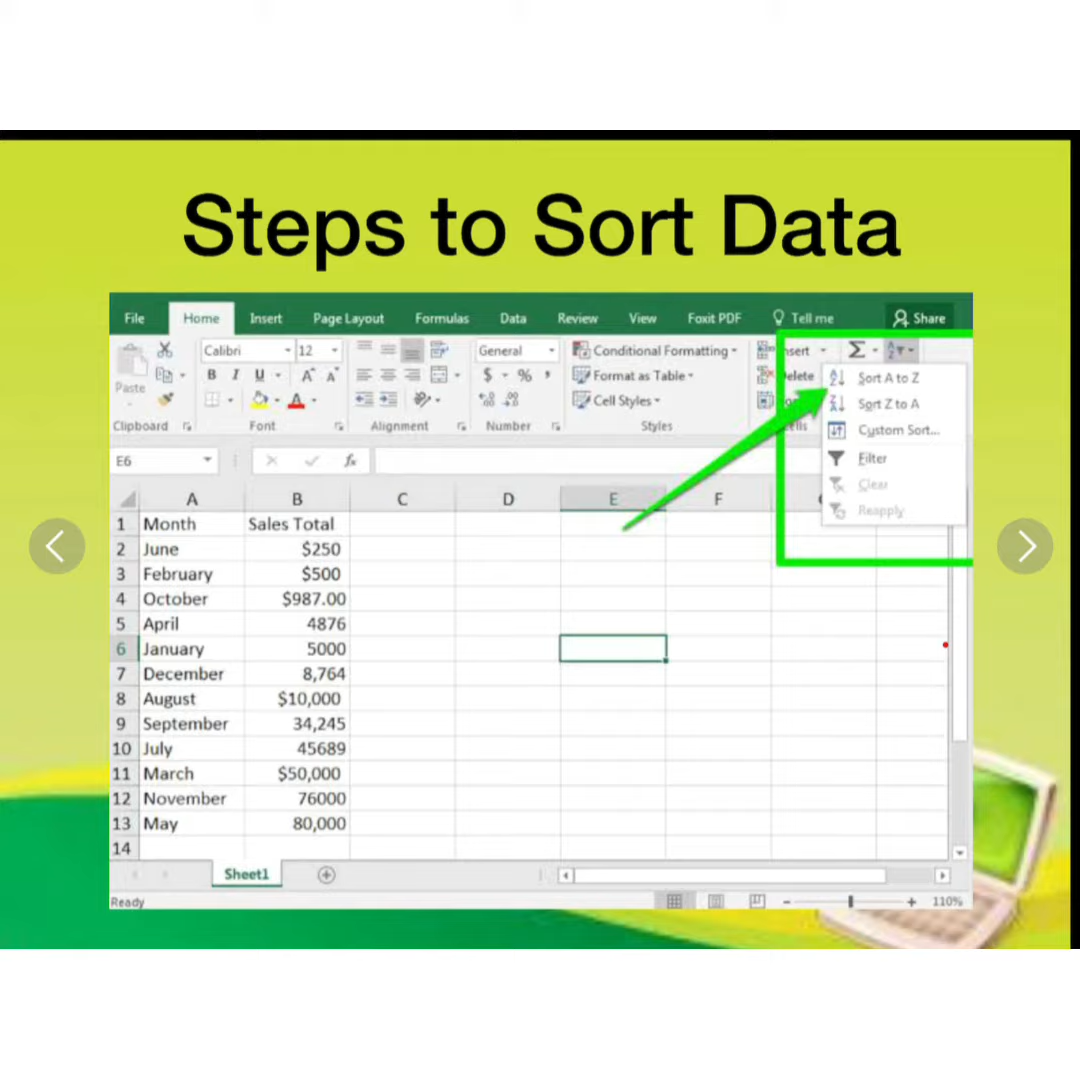 Steps to Sort Data
File Home Insert Page Layout Formulas Data Review View Foxit PDF Tell me Share
Calibri 12 General Conditional Formatting nsert Σ
Paste B I U A A $ % , Format as Table elete Sort A to Z
Cell Styles Sort Z to A
Clipboard Font Alignment Number Styles ells Custom Sort...
Filter
Clear
Reapply
E6 fx
A B C D E F
1 Month Sales Total
2 June $250
3 February $500
4 October $987.00
5 April 4876
6 January 5000
7 December 8,764
8 August $10,000
9 September 34,245
10 July 45689
11 March $50,000
12 November 76000
13 May 80,000
14
Sheet1
Ready 110%